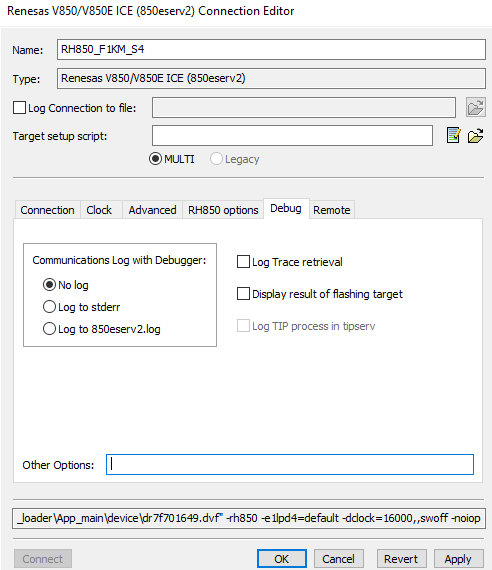 Renesas V850/V850E ICE (850eserv2) Connection Editor
Name: RH850_F1KM_S4
Type: Renesas V850/V850E ICE (850eserv2)
Log Connection to file:
Target setup script:
MULTI Legacy
Connection Clock Advanced RH850 options Debug Remote
Communications Log with Debugger:
No log
Log to stderr
Log to 850eserv2.log
Log Trace retrieval
Display result of flashing target
Log TIP process in tipserv
Other Options:
_loader\App_main\device\dr7f701649.dvf" -rh850 -e1lpd4=default -dclock=16000,,swoff -noiop
Connect OK Cancel Revert Apply